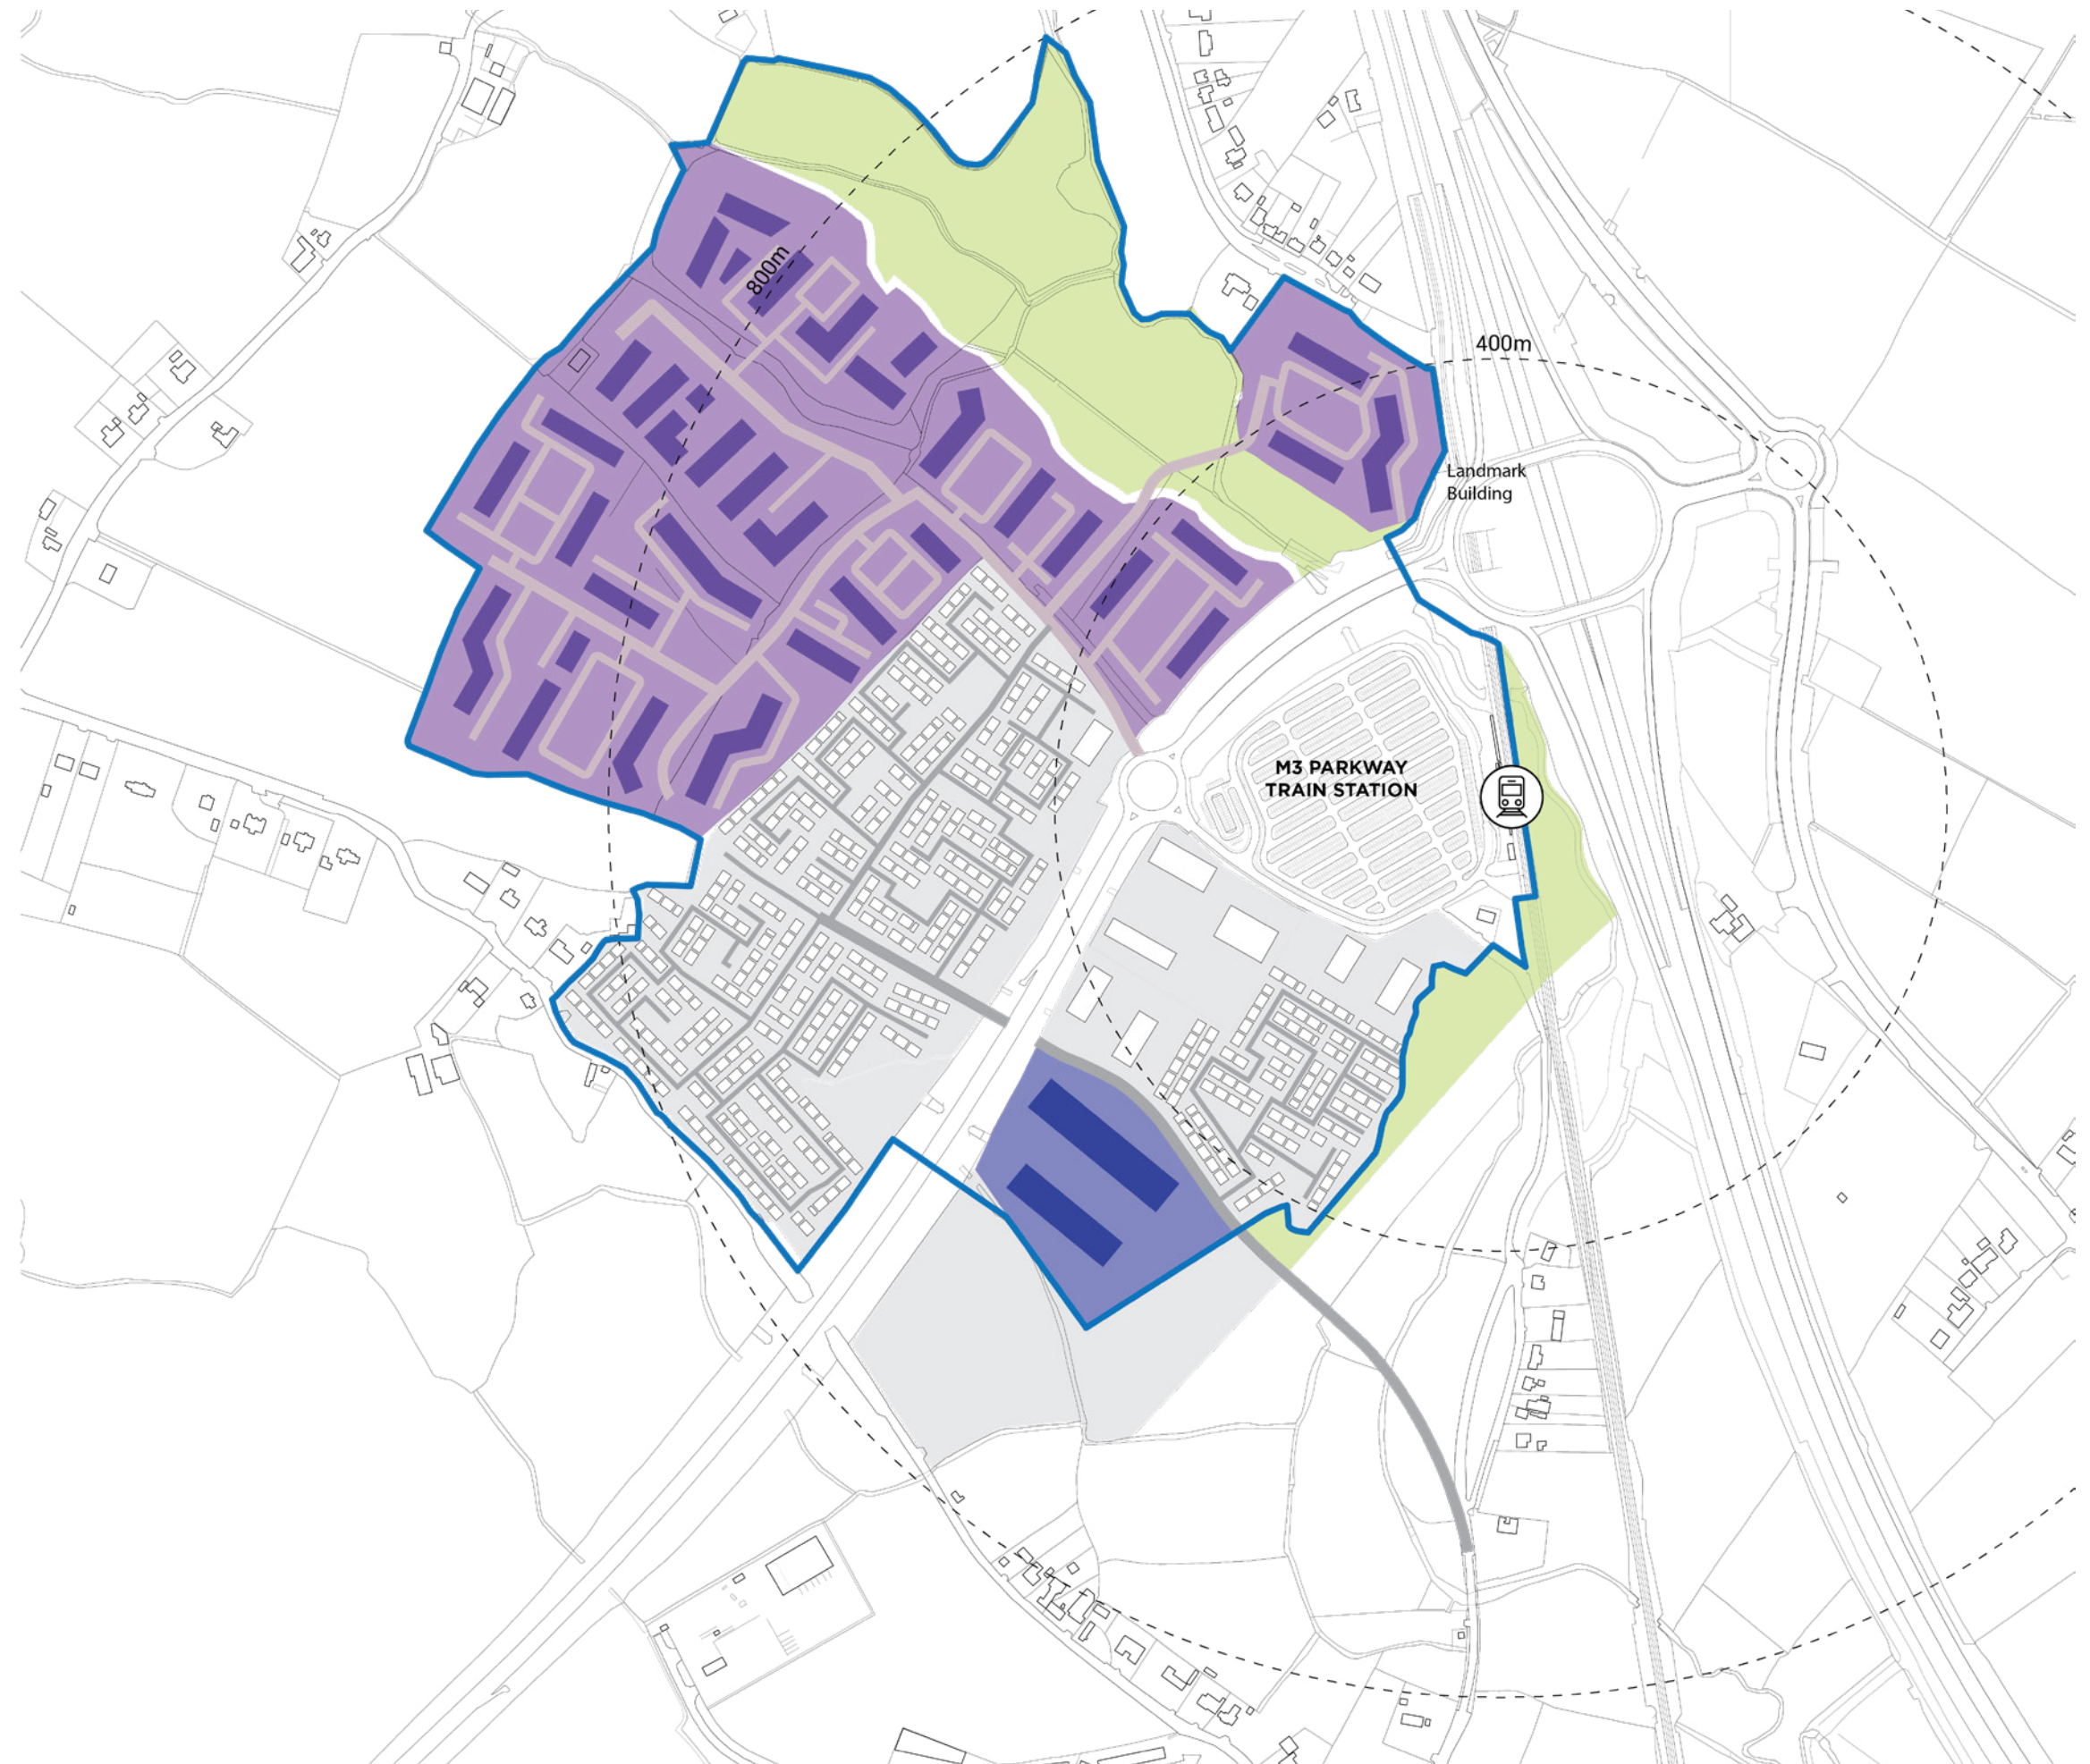 800m
400m
Landmark
Building
M3 PARKWAY
TRAIN STATION